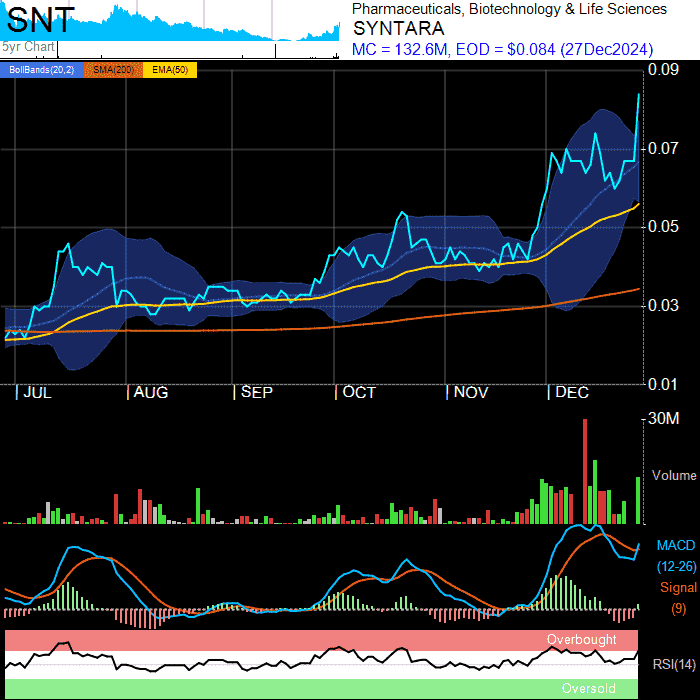 SNT
5yr Chart
Pharmaceuticals, Biotechnology & Life Sciences
SYNTARA
MC = 132.6M, EOD = $0.084 (27Dec2024)
BollBands(20,2) SMA(200) EMA(50)
0.09
0.07
0.05
0.03
0.01
JUL AUG SEP OCT NOV DEC
30M
Volume
MACD
(12-26)
Signal
(9)
Overbought
RSI(14)
Oversold